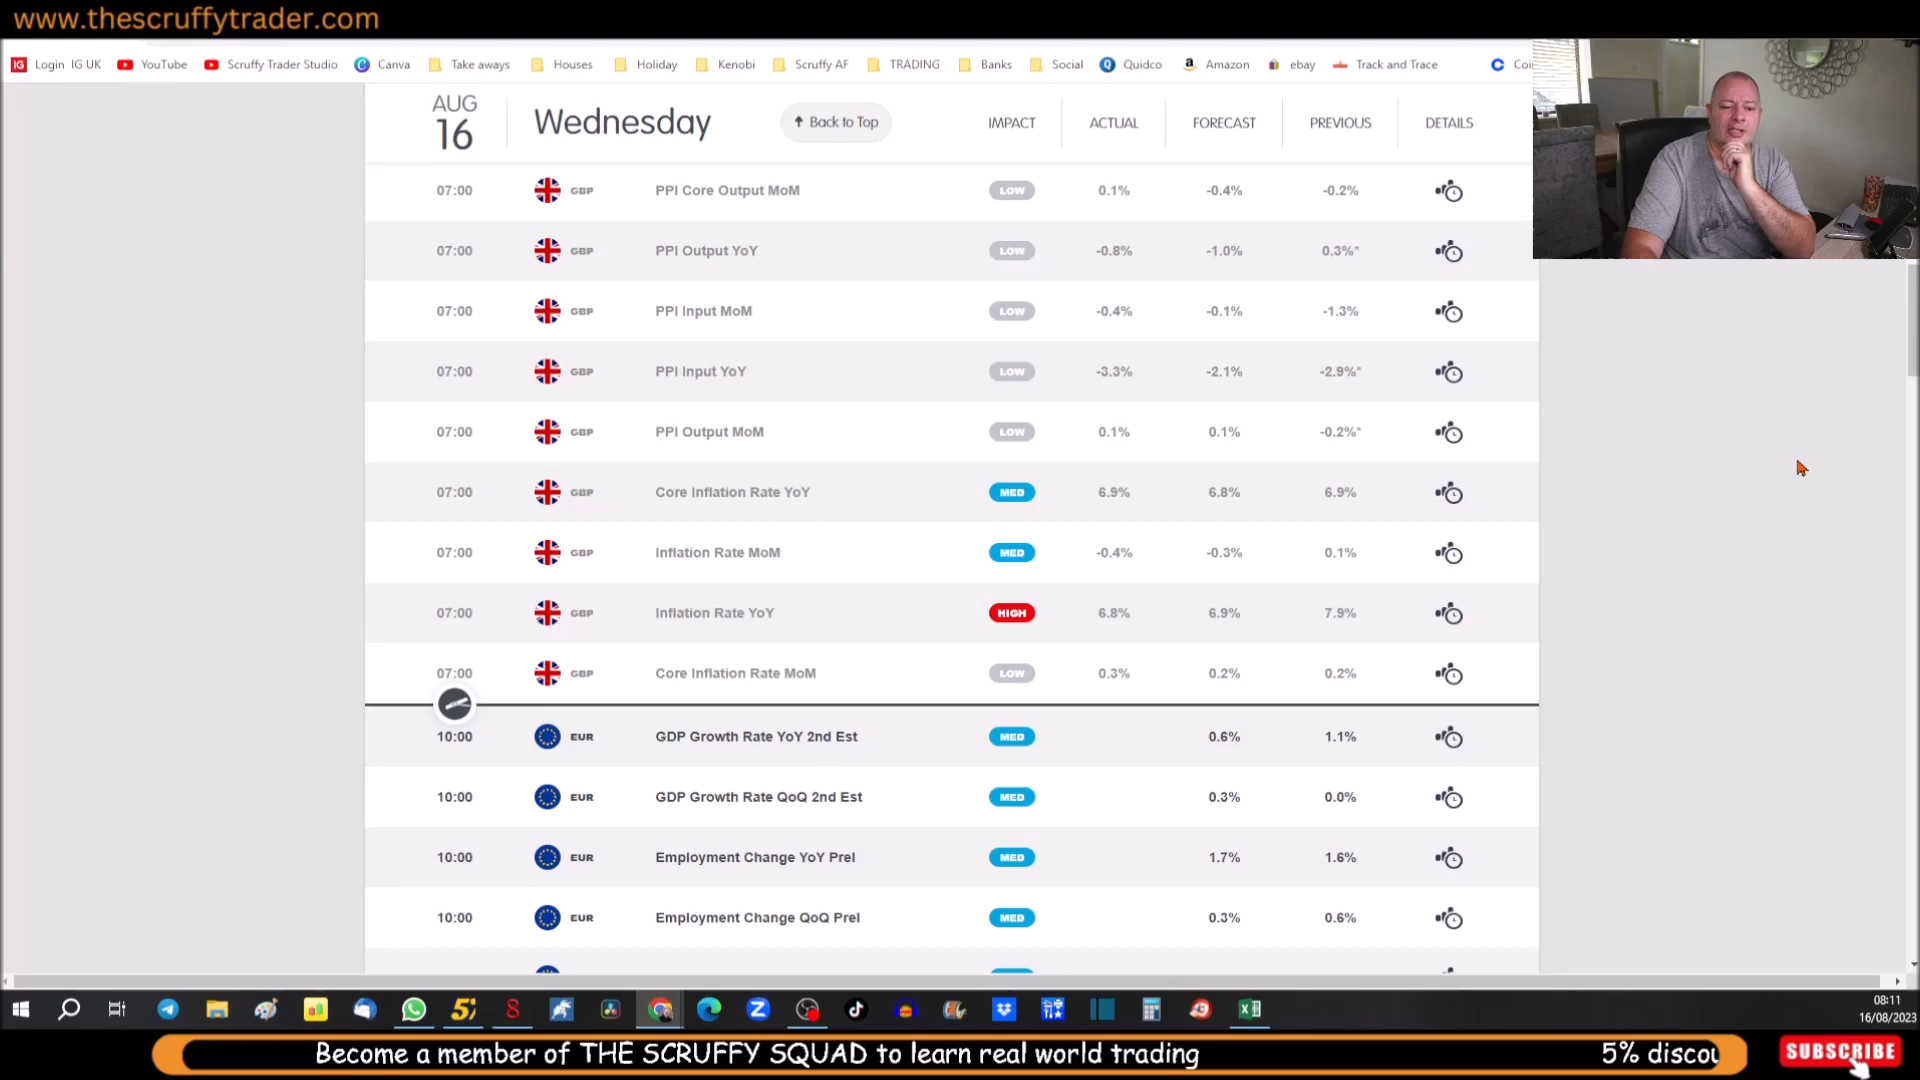 www.thescruffytrader.com
IG Login IG UK YouTube Scruffy Trader Studio Canva Take aways Houses Holiday Kenobi Scruffy AF TRADING Banks Social Quidco Amazon ebay Track and Trace
AUG
16 Wednesday Back to Top IMPACT ACTUAL FORECAST PREVIOUS DETAILS
07:00 GBP PPI Core Output MoM LOW 0.1% -0.4% -0.2%
07:00 GBP PPI Output YoY LOW -0.8% -1.0% 0.3%*
07:00 GBP PPI Input MoM LOW -0.4% -0.1% -1.3%
07:00 GBP PPI Input YoY LOW -3.3% -2.1% -2.9%*
07:00 GBP PPI Output MoM LOW 0.1% 0.1% -0.2%*
07:00 GBP Core Inflation Rate YoY MED 6.9% 6.8% 6.9%
07:00 GBP Inflation Rate MoM MED -0.4% -0.3% 0.1%
07:00 GBP Inflation Rate YoY HIGH 6.8% 6.9% 7.9%
07:00 GBP Core Inflation Rate MoM LOW 0.3% 0.2% 0.2%
10:00 EUR GDP Growth Rate YoY 2nd Est MED 0.6% 1.1%
10:00 EUR GDP Growth Rate QoQ 2nd Est MED 0.3% 0.0%
10:00 EUR Employment Change YoY Prel MED 1.7% 1.6%
10:00 EUR Employment Change QoQ Prel MED 0.3% 0.6%
08:11
16/08/2023
Become a member of THE SCRUFFY SQUAD to learn real world trading 5% discou
SUBSCRIBE